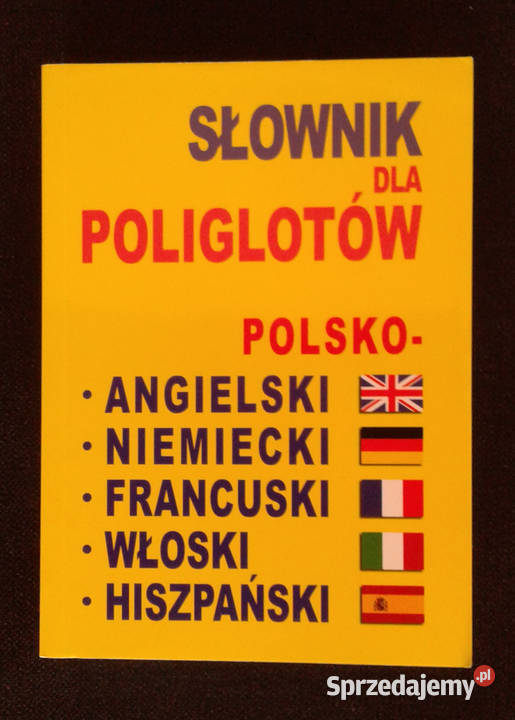 SŁOWNIK
DLA
POLIGLOTÓW
POLSKO-
• ANGIELSKI
• NIEMIECKI
• FRANCUSKI
• WŁOSKI
• HISZPAŃSKI
Sprzedajemy.pl